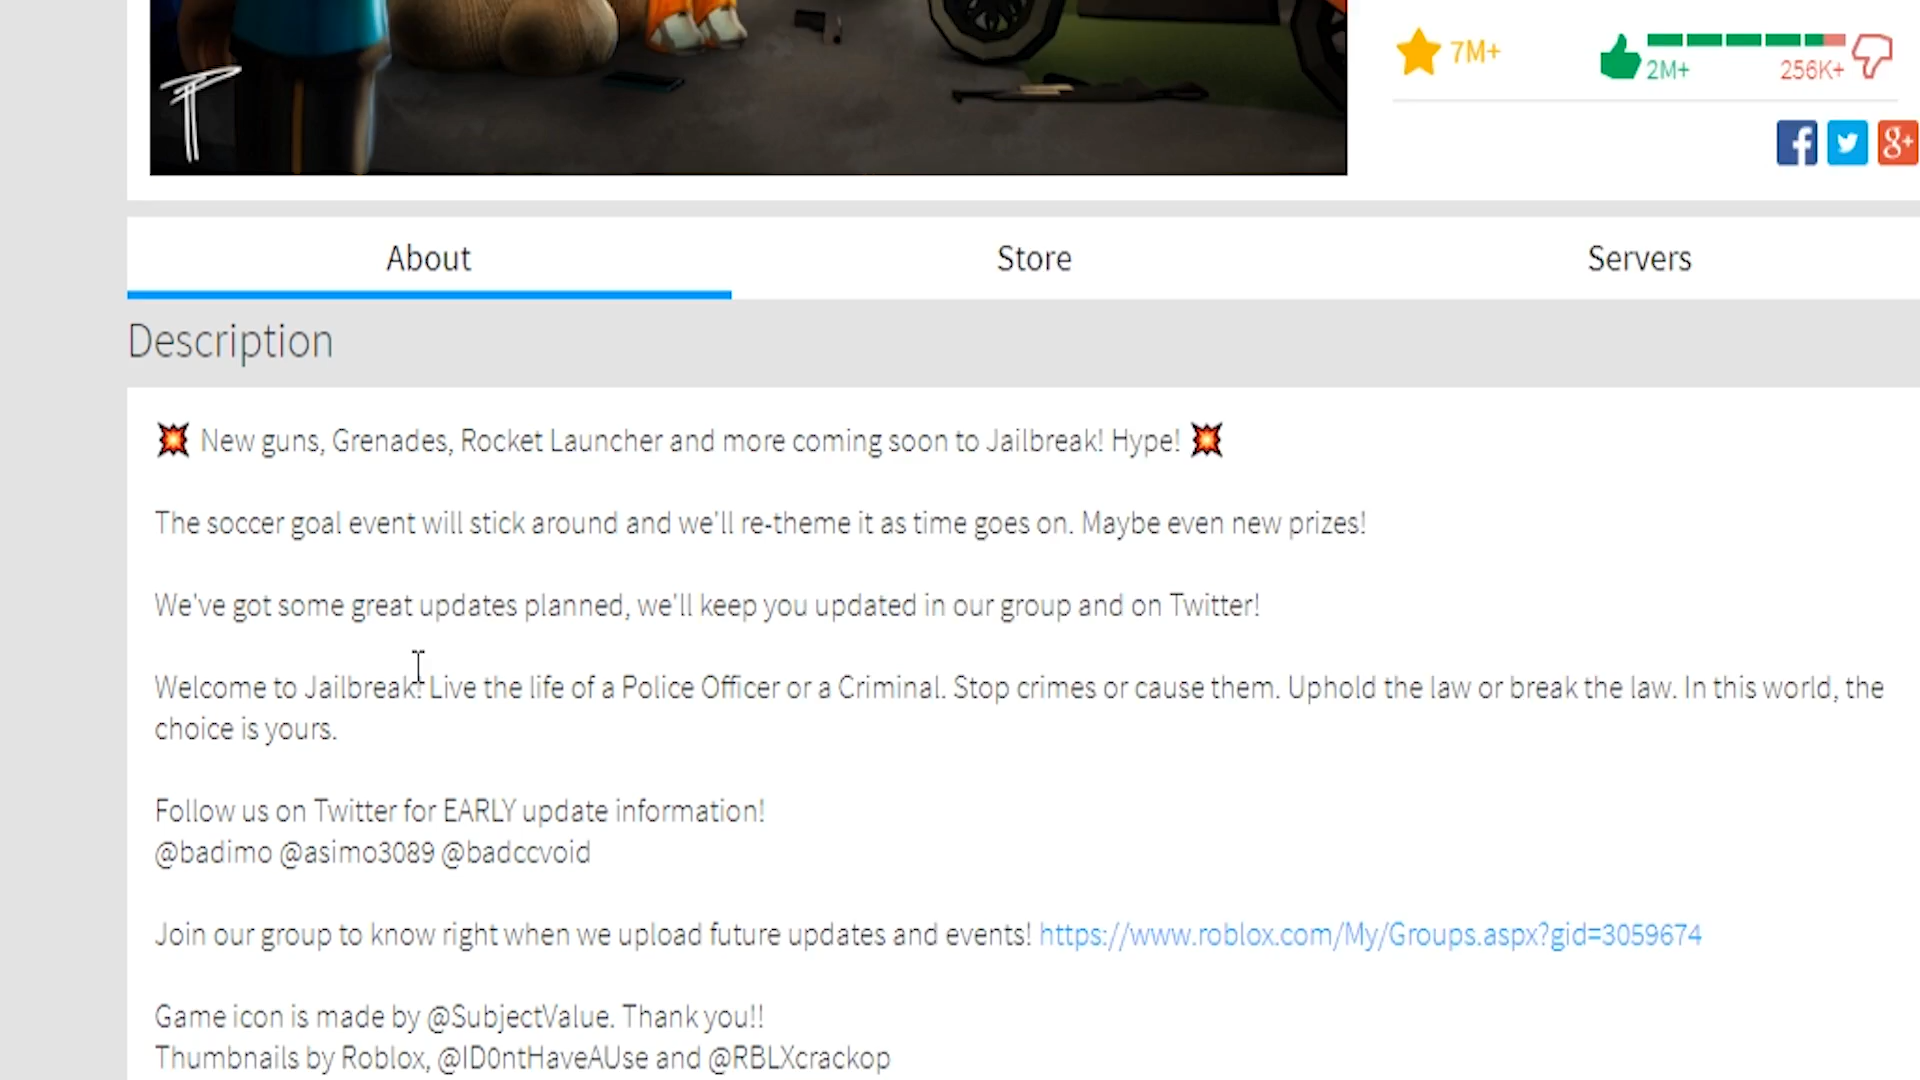 7M+
2M+
256K+
About
Store
Servers
Description
💥 New guns, Grenades, Rocket Launcher and more coming soon to Jailbreak! Hype! 💥
The soccer goal event will stick around and we'll re-theme it as time goes on. Maybe even new prizes!
We've got some great updates planned, we'll keep you updated in our group and on Twitter!
Welcome to Jailbreak! Live the life of a Police Officer or a Criminal. Stop crimes or cause them. Uphold the law or break the law. In this world, the
choice is yours.
Follow us on Twitter for EARLY update information!
@badimo @asimo3089 @badccvoid
Join our group to know right when we upload future updates and events! https://www.roblox.com/My/Groups.aspx?gid=3059674
Game icon is made by @SubjectValue. Thank you!!
Thumbnails by Roblox, @ID0ntHaveAUse and @RBLXcrackop